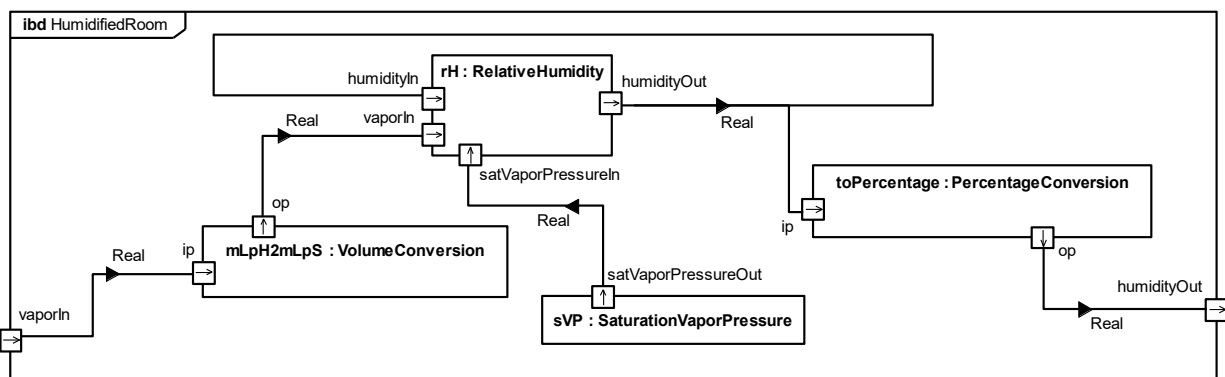 ibd HumidifiedRoom
humidityIn
rH : RelativeHumidity
humidityOut
Real
vaporIn
Real
satVaporPressureIn
toPercentage : PercentageConversion
op
Real
ip
mLpH2mLpS : VolumeConversion
ip
Real
op
satVaporPressureOut
humidityOut
vaporIn
sVP : SaturationVaporPressure
Real